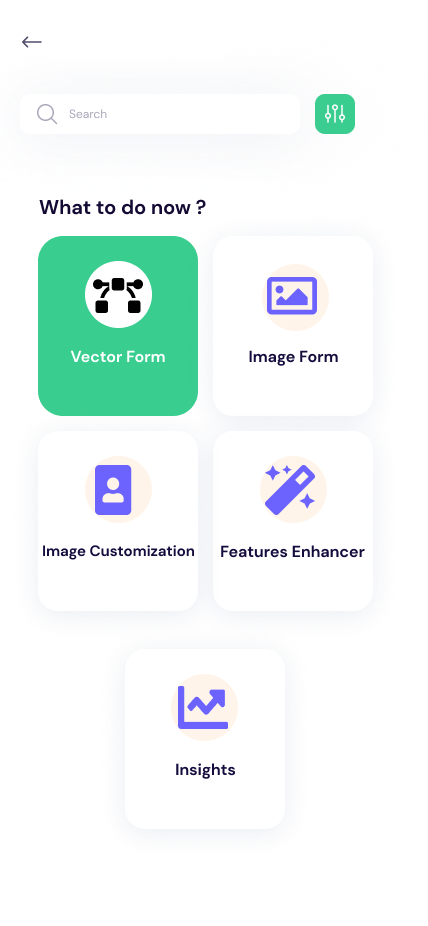 Search
What to do now ?
Vector Form
Image Form
Image Customization
Features Enhancer
Insights